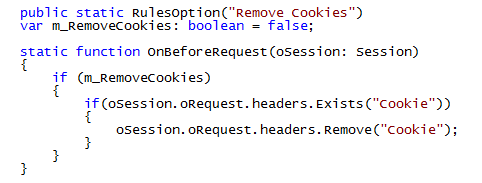 public static RulesOption("Remove Cookies")
var m_RemoveCookies: boolean = false;
static function OnBeforeRequest(oSession: Session)
{
if (m_RemoveCookies)
{
if(oSession.oRequest.headers.Exists("Cookie"))
{
oSession.oRequest.headers.Remove("Cookie");
}
}
}